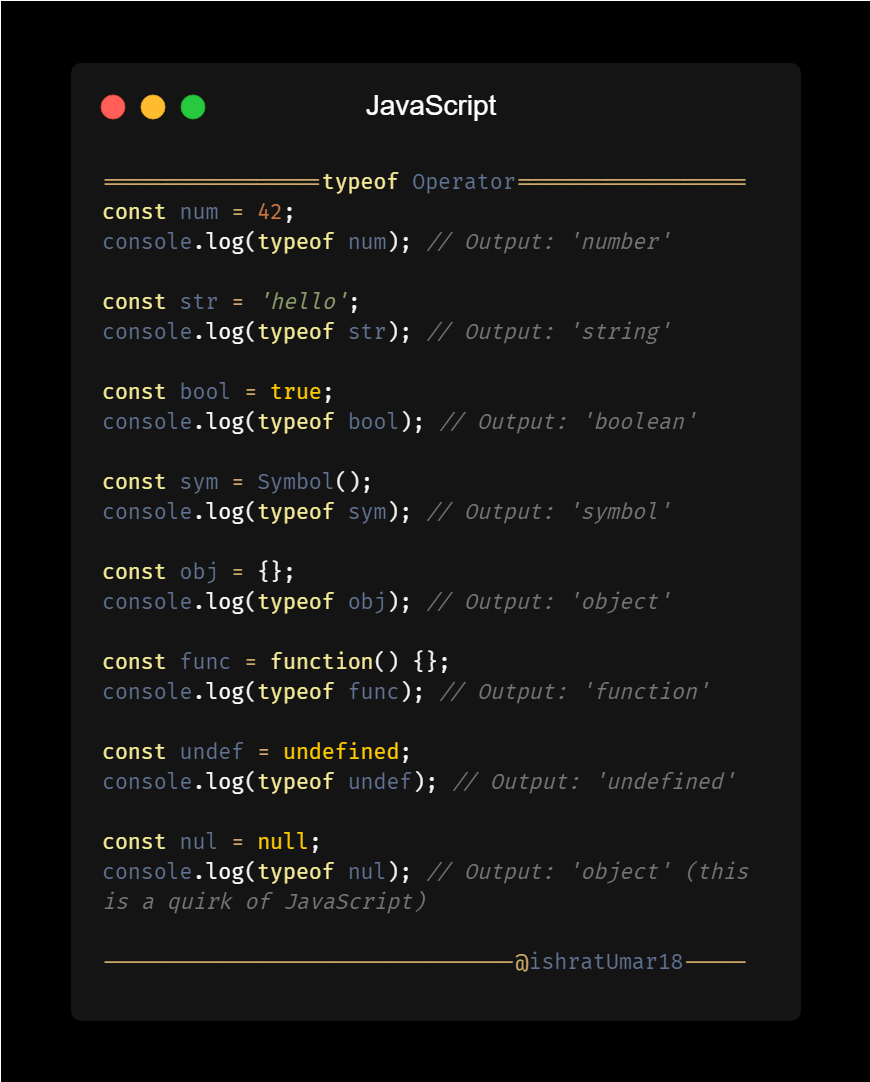 JavaScript
=================typeof Operator==================
const num = 42;
console.log(typeof num); // Output: 'number'
const str = 'hello';
console.log(typeof str); // Output: 'string'
const bool = true;
console.log(typeof bool); // Output: 'boolean'
const sym = Symbol();
console.log(typeof sym); // Output: 'symbol'
const obj = {};
console.log(typeof obj); // Output: 'object'
const func = function() {};
console.log(typeof func); // Output: 'function'
const undef = undefined;
console.log(typeof undef); // Output: 'undefined'
const nul = null;
console.log(typeof nul); // Output: 'object' (this
is a quirk of JavaScript)
--------------------------------@ishratUmar18-----